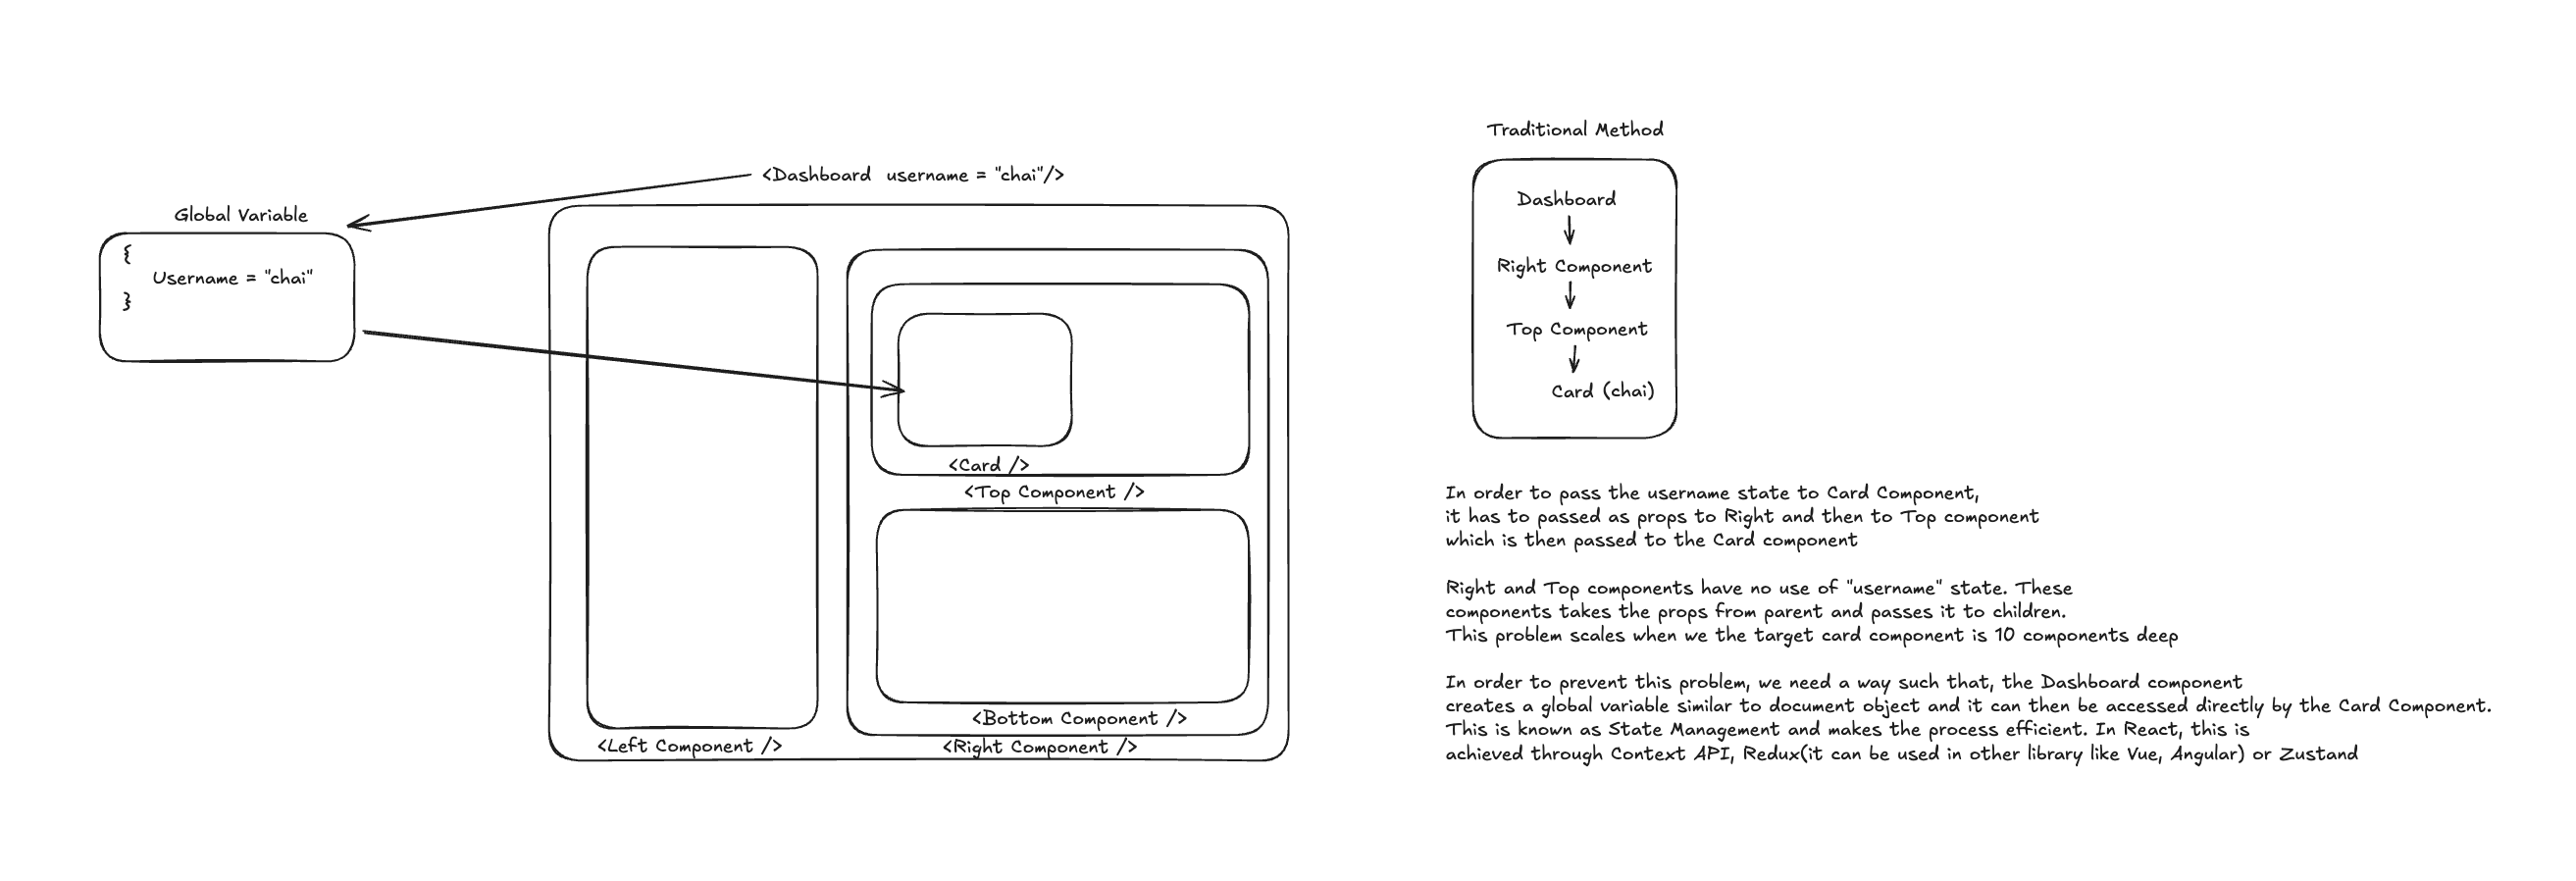 <Dashboard  username = "chai"/>
Global Variable
{
Username = "chai"
}
<Card />
<Top Component />
<Bottom Component />
<Left Component />
<Right Component />
Traditional Method
Dashboard
Right Component
Top Component
Card (chai)
In order to pass the username state to Card Component,
it has to passed as props to Right and then to Top component
which is then passed to the Card component
Right and Top components have no use of "username" state. These
components takes the props from parent and passes it to children.
This problem scales when we the target card component is 10 components deep
In order to prevent this problem, we need a way such that, the Dashboard component
creates a global variable similar to document object and it can then be accessed directly by the Card Component.
This is known as State Management and makes the process efficient. In React, this is
achieved through Context API, Redux(it can be used in other library like Vue, Angular) or Zustand